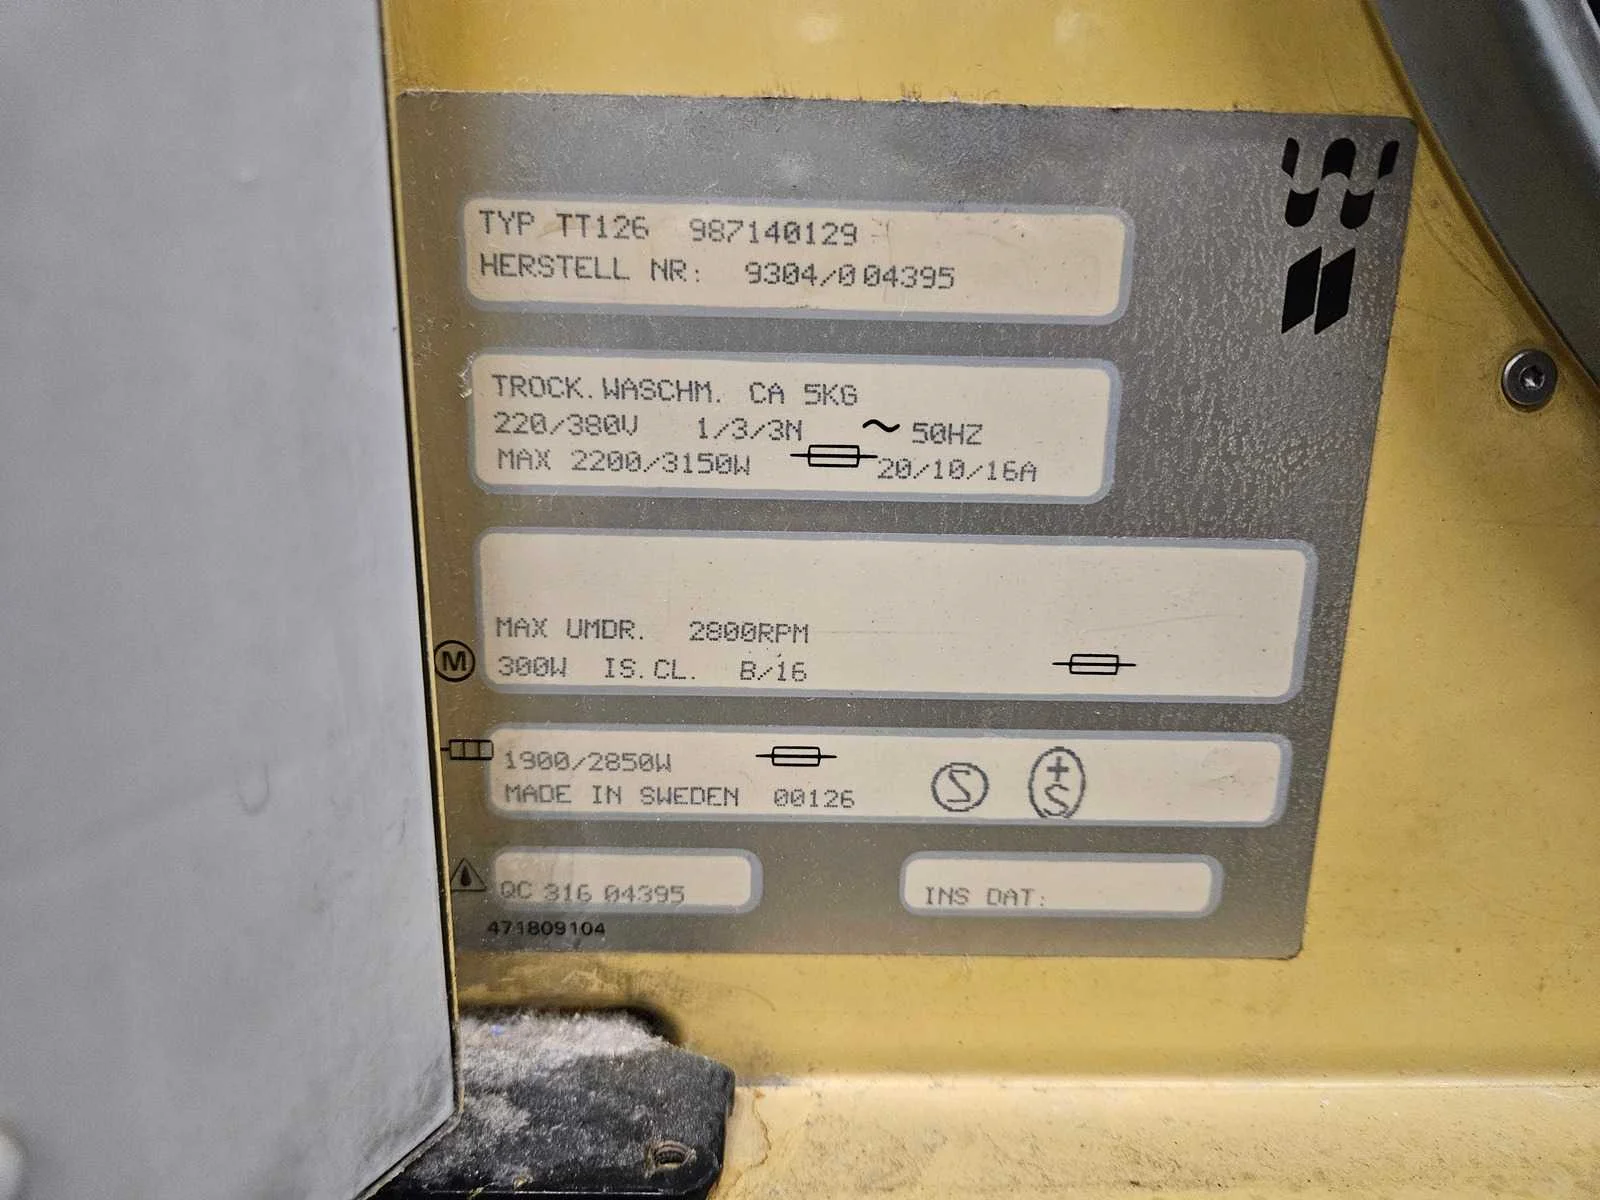 TYP TT126 987140129
HERSTELL NR: 9304/004395
TROCK.WASCHM. CA 5KG
220/380V 1/3/3N ~ 50HZ
MAX 2200/3150W 20/10/16A
MAX UMDR. 2800RPM
M 300W IS.CL. B/16
1900/2850W
MADE IN SWEDEN 00126 S +S
QC 316 04395 INS DAT:
471809104